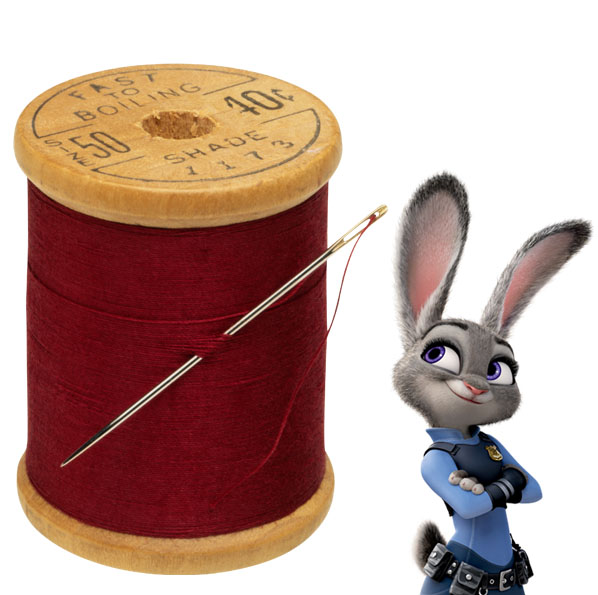 FAST
TO
BOILING
SIZE 50
40¢
SHADE
1173